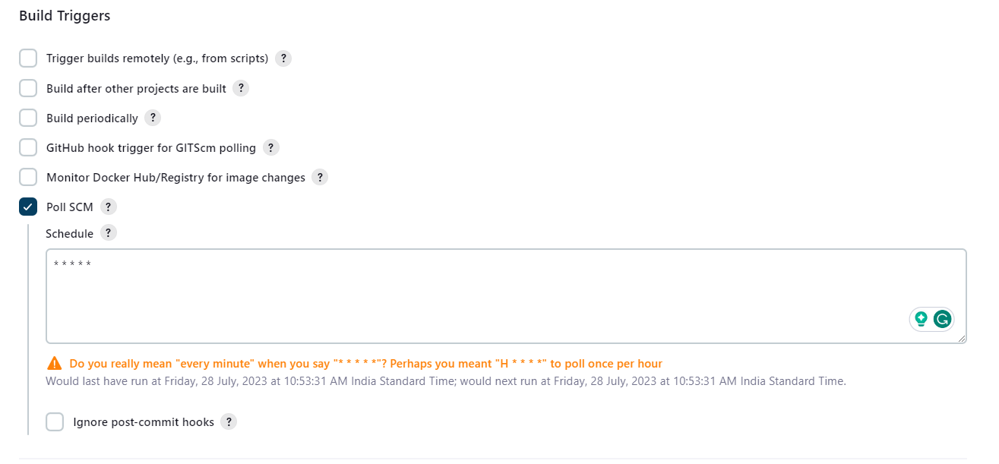 Build Triggers
Trigger builds remotely (e.g., from scripts) ?
Build after other projects are built ?
Build periodically ?
GitHub hook trigger for GITScm polling ?
Monitor Docker Hub/Registry for image changes ?
Poll SCM ?
Schedule ?
* * * * *
Do you really mean "every minute" when you say "* * * * *"? Perhaps you meant "H * * * *" to poll once per hour
Would last have run at Friday, 28 July, 2023 at 10:53:31 AM India Standard Time; would next run at Friday, 28 July, 2023 at 10:53:31 AM India Standard Time.
Ignore post-commit hooks ?